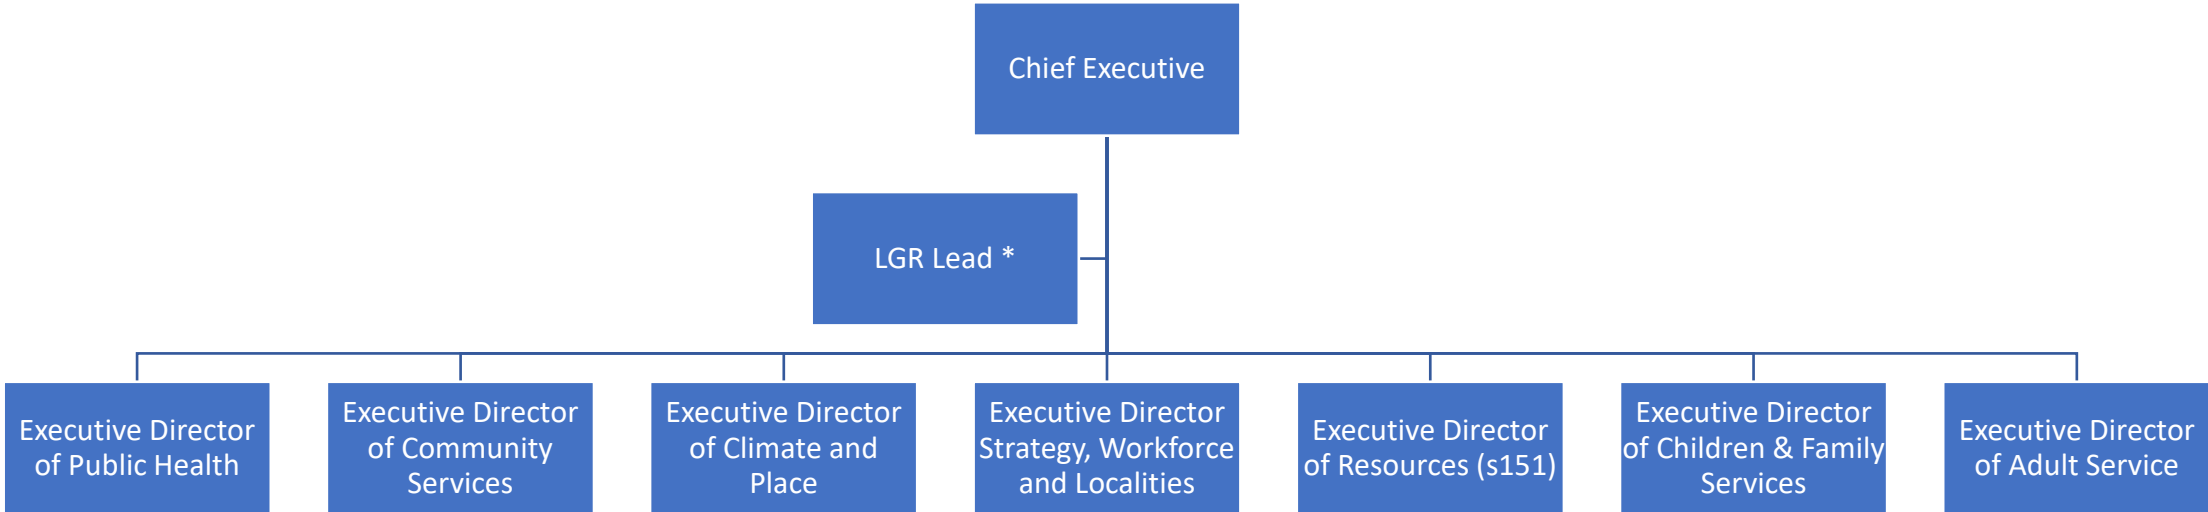 Chief Executive
LGR Lead *
Executive Director
of Public Health
Executive Director
of Community
Services
Executive Director
of Climate and
Place
Executive Director
Strategy, Workforce
and Localities
Executive Director
of Resources (s151)
Executive Director
of Children & Family
Services
Executive Director
of Adult Service